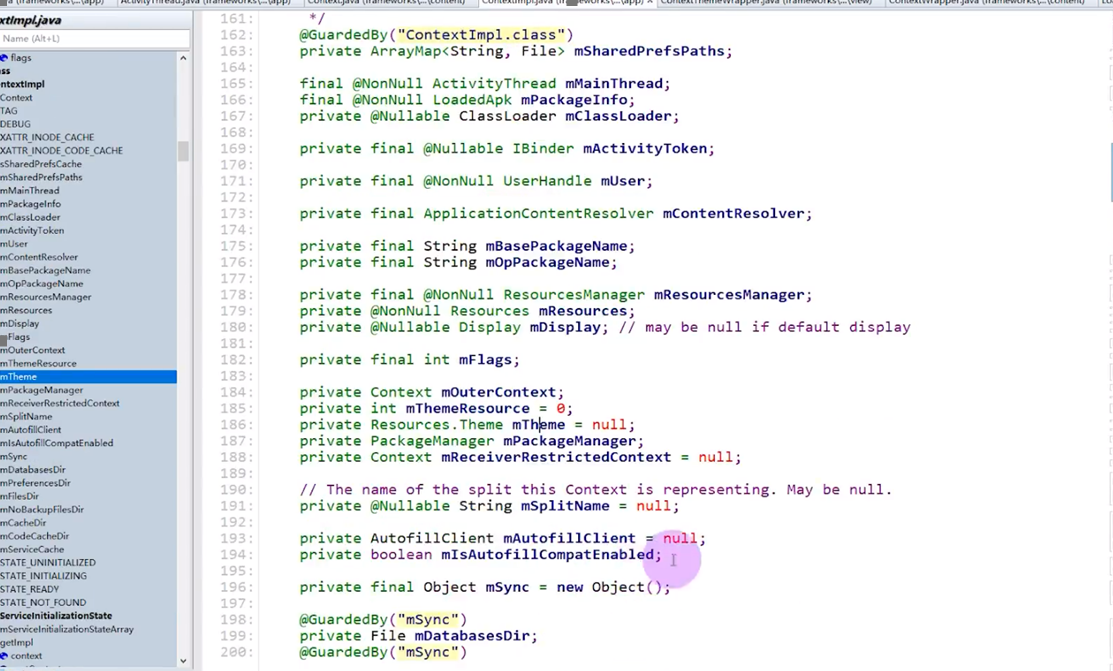 ActivityThread.java (frameworks\...\app)
Context.java (frameworks\...\content)
ContextImpl.java
ContextThemeWrapper.java (frameworks\...\view)
ContextWrapper.java (frameworks\...\content)
ContextImpl.java
Name (Alt+L)
flags
ContextImpl
Context
TAG
DEBUG
XATTR_INODE_CACHE
XATTR_INODE_CODE_CACHE
sSharedPrefsCache
mSharedPrefsPaths
mMainThread
mPackageInfo
mClassLoader
mActivityToken
mUser
mContentResolver
mBasePackageName
mOpPackageName
mResourcesManager
mResources
mDisplay
Flags
mOuterContext
mThemeResource
mTheme
mPackageManager
mReceiverRestrictedContext
mSplitName
mAutofillClient
mIsAutofillCompatEnabled
mSync
mDatabasesDir
mPreferencesDir
mFilesDir
mNoBackupFilesDir
mCacheDir
mCodeCacheDir
mServiceCache
STATE_UNINITIALIZED
STATE_INITIALIZING
STATE_READY
STATE_NOT_FOUND
ServiceInitializationState
mServiceInitializationStateArray
getImpl
context
161: */
162: @GuardedBy("ContextImpl.class")
163: private ArrayMap<String, File> mSharedPrefsPaths;
164:
165: final @NonNull ActivityThread mMainThread;
166: final @NonNull LoadedApk mPackageInfo;
167: private @Nullable ClassLoader mClassLoader;
168:
169: private final @Nullable IBinder mActivityToken;
170:
171: private final @NonNull UserHandle mUser;
172:
173: private final ApplicationContentResolver mContentResolver;
174:
175: private final String mBasePackageName;
176: private final String mOpPackageName;
177:
178: private final @NonNull ResourcesManager mResourcesManager;
179: private @NonNull Resources mResources;
180: private @Nullable Display mDisplay; // may be null if default display
181:
182: private final int mFlags;
183:
184: private Context mOuterContext;
185: private int mThemeResource = 0;
186: private Resources.Theme mTheme = null;
187: private PackageManager mPackageManager;
188: private Context mReceiverRestrictedContext = null;
189:
190: // The name of the split this Context is representing. May be null.
191: private @Nullable String mSplitName = null;
192:
193: private AutofillClient mAutofillClient = null;
194: private boolean mIsAutofillCompatEnabled;
195:
196: private final Object mSync = new Object();
197:
198: @GuardedBy("mSync")
199: private File mDatabasesDir;
200: @GuardedBy("mSync")